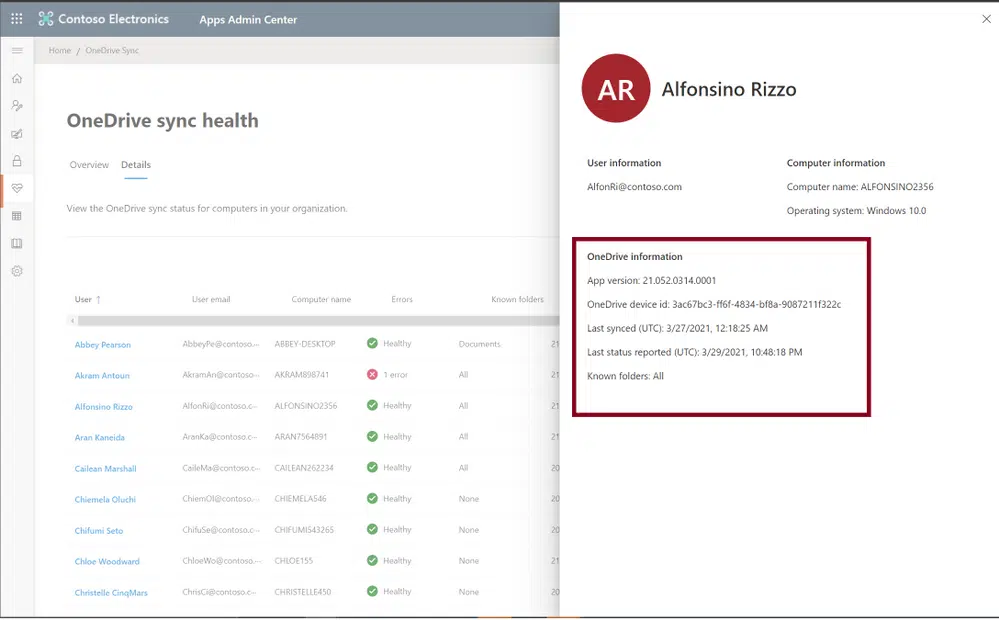 Contoso Electronics Apps Admin Center
Home / OneDrive Sync
OneDrive sync health
Overview Details
View the OneDrive sync status for computers in your organization.
User ↑ User email Computer name Errors Known folders
Abbey Pearson AbbeyPe@contoso.-- ABBEY-DESKTOP Healthy Documents 21
Akram Antoun AkramAn@contoso-- AKRAM898741 1 error All 21
Alfonsino Rizzo AlfonRi@contoso.c-- ALFONSINO2356 Healthy All 21
Aran Kaneida AranKa@contoso.c-- ARAN7564891 Healthy All 21
Cailean Marshall CaileMa@contoso.c-- CAILEAN262234 Healthy All 20
Chiemela Oluchi ChiemOl@contoso.c-- CHIEMELA546 Healthy None 20
Chifumi Seto ChifuSe@contoso.c-- CHIFUMI543265 Healthy None 20
Chloe Woodward ChloeWo@contoso.-- CHLOE155 Healthy None 21
Christelle CinqMars ChrisCi@contoso.c-- CHRISTELLE450 Healthy None 20
AR Alfonsino Rizzo
User information
AlfonRi@contoso.com
Computer information
Computer name: ALFONSINO2356
Operating system: Windows 10.0
OneDrive information
App version: 21.052.0314.0001
OneDrive device id: 3ac67bc3-ff6f-4834-bf8a-9087211f322c
Last synced (UTC): 3/27/2021, 12:18:25 AM
Last status reported (UTC): 3/29/2021, 10:48:18 PM
Known folders: All